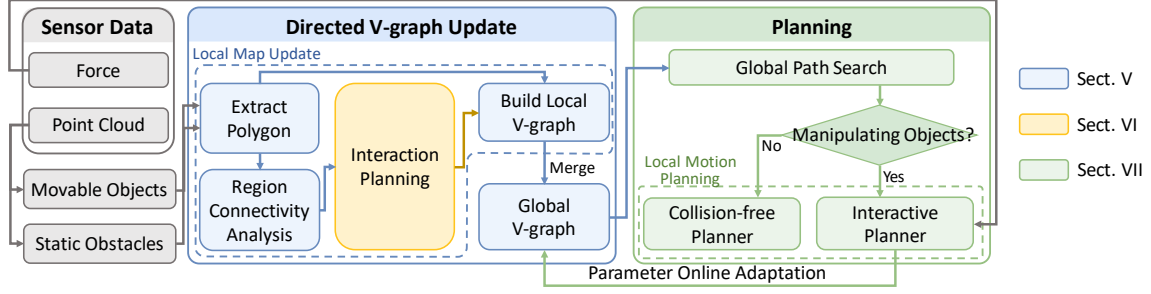 Sensor Data
Force
Point Cloud
Movable Objects
Static Obstacles
Directed V-graph Update
Local Map Update
Extract
Polygon
Region
Connectivity
Analysis
Interaction
Planning
Build Local
V-graph
Merge
Global
V-graph
Planning
Global Path Search
Manipulating Objects?
No
Yes
Local Motion
Planning
Collision-free
Planner
Interactive
Planner
Parameter Online Adaptation
Sect. V
Sect. VI
Sect. VII